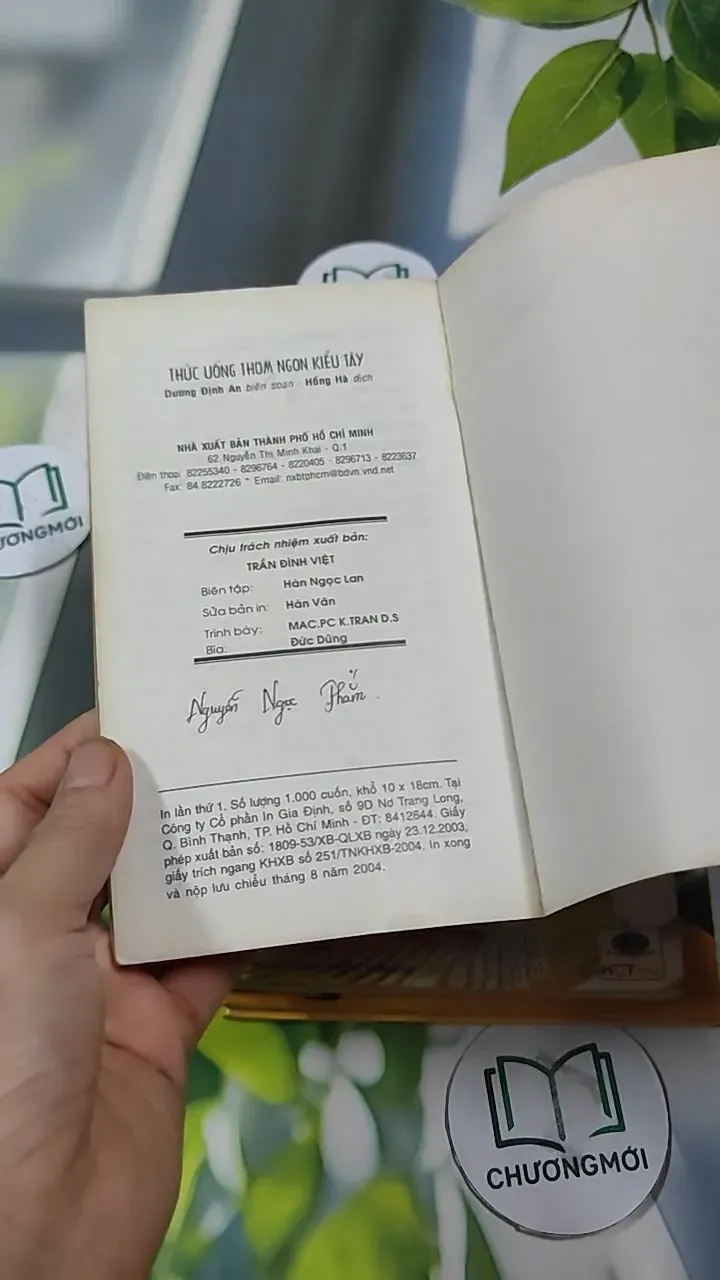 THỨC UỐNG THƠM NGON KIỂU TÂY
Dương Định An biên soạn - Hồng Hà dịch
NHÀ XUẤT BẢN THÀNH PHỐ HỒ CHÍ MINH
62 Nguyễn Thị Minh Khai - Q.1
Điện thoại: 82255340 - 8296764 - 8220405 - 8296713 - 8223637
Fax: 84.8222726 * Email: nxbtphcm@bdvn.vnd.net
Chịu trách nhiệm xuất bản:
TRẦN ĐÌNH VIỆT
Biên tập: Hàn Ngọc Lan
Sửa bản in: Hàn Văn
Trình bày: MAC.PC K.TRAN D.S
Bìa: Đức Dũng
Nguyễn Ngọc
In lần thứ 1. Số lượng 1.000 cuốn, khổ 10 x 18cm. Tại
Công ty Cổ phần In Gia Định, số 9D Nơ Trang Long,
Q. Bình Thạnh, TP. Hồ Chí Minh - ĐT: 8412644. Giấy
phép xuất bản số: 1809-53/XB-QLXB ngày 23.12.2003,
giấy trích ngang KHXB số 251/TNKHXB-2004. In xong
và nộp lưu chiểu tháng 8 năm 2004.
ƯƠNGMỚI
CHƯƠNGMỚI